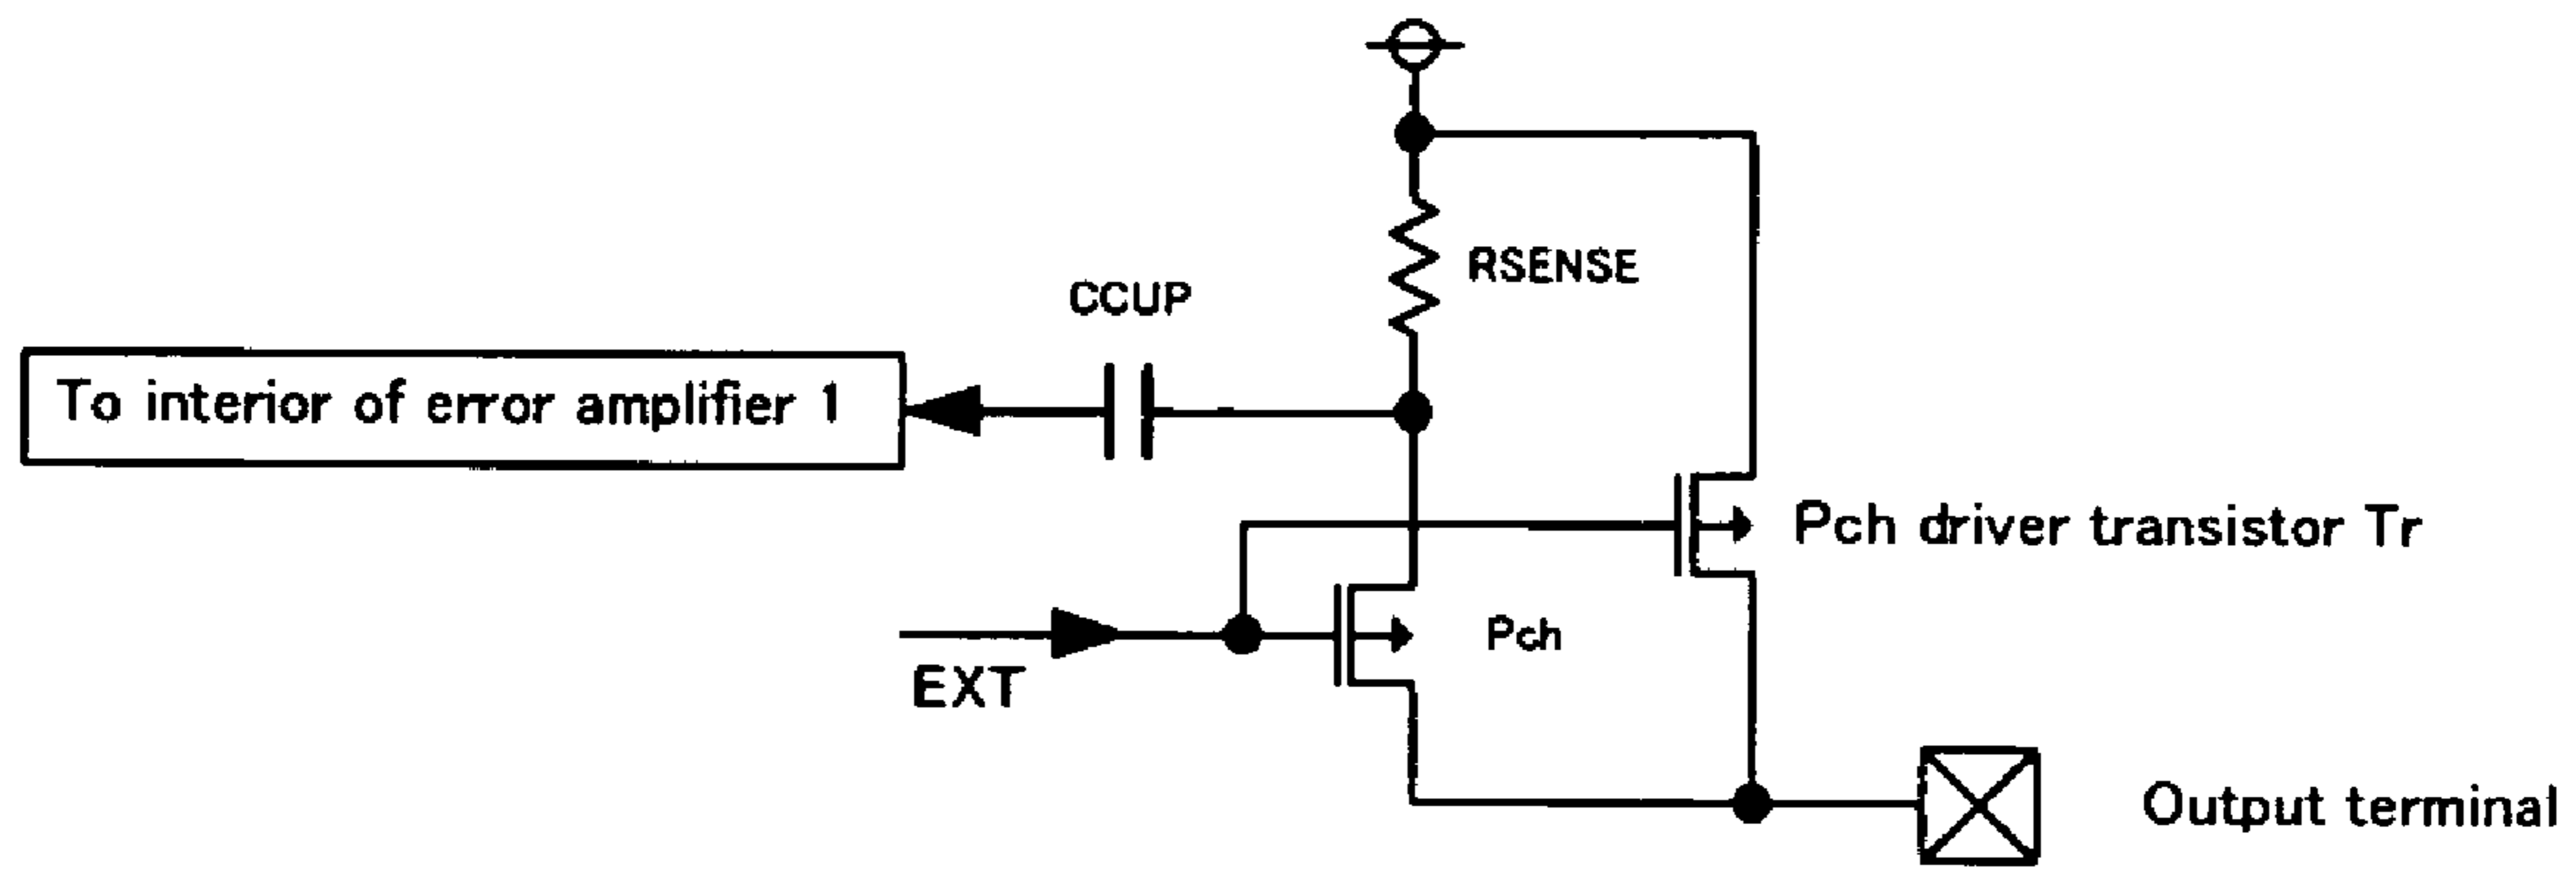 RSENSE
CCUP
To interior of error amplifier 1
Pch driver transistor Tr
Pch
EXT
Output terminal